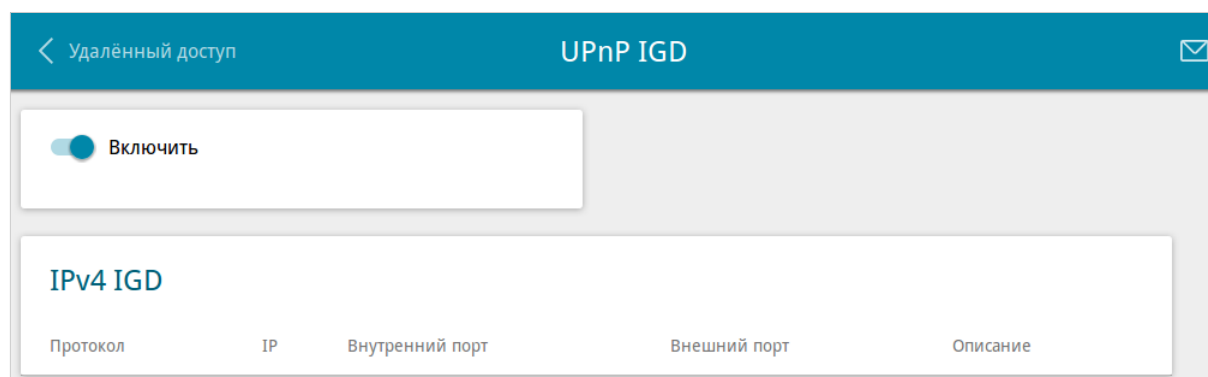 Удалённый доступ UPnP IGD
Включить
IPv4 IGD
Протокол IP Внутренний порт Внешний порт Описание